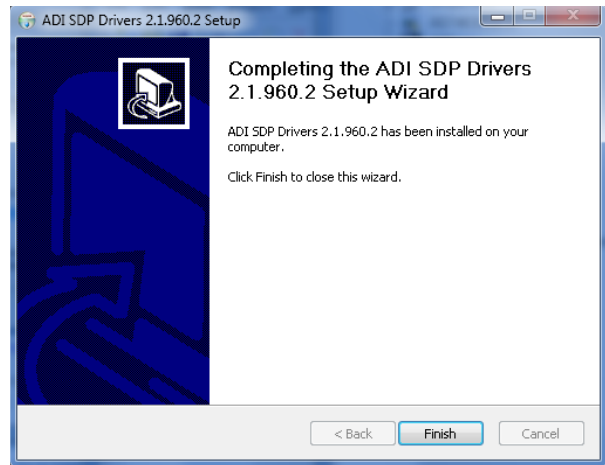 ADI SDP Drivers 2.1.960.2 Setup
Completing the ADI SDP Drivers
2.1.960.2 Setup Wizard
ADI SDP Drivers 2.1.960.2 has been installed on your
computer.
Click Finish to close this wizard.
< Back
Finish
Cancel